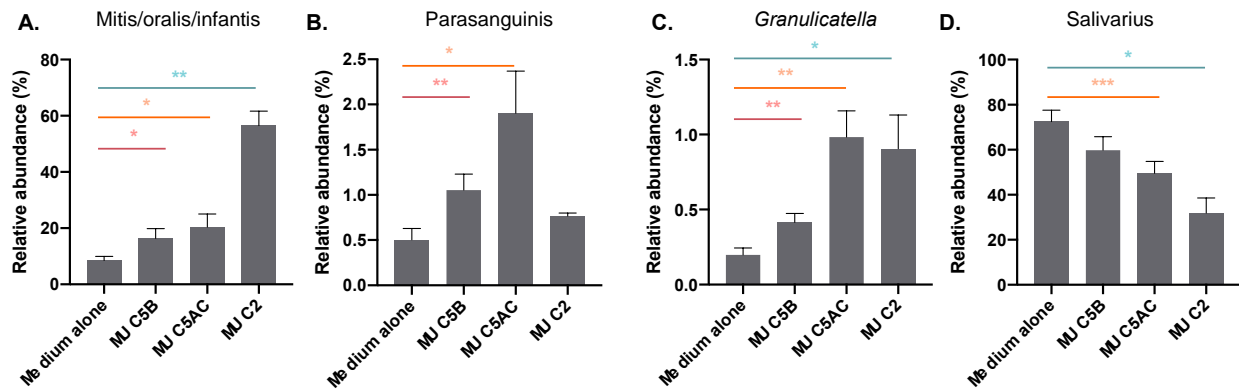 A. Mitis/oralis/infantis
Relative abundance (%)
80
60
40
20
0
**
*
*
Medium alone
MJ C5B
MJ C5AC
MJ C2
B. Parasanguinis
Relative abundance (%)
2.5
2.0
1.5
1.0
0.5
0.0
*
**
Medium alone
MJ C5B
MJ C5AC
MJ C2
C. Granulicatella
Relative abundance (%)
1.5
1.0
0.5
0.0
*
**
**
Medium alone
MJ C5B
MJ C5AC
MJ C2
D. Salivarius
Relative abundance (%)
100
80
60
40
20
0
*
***
Medium alone
MJ C5B
MJ C5AC
MJ C2